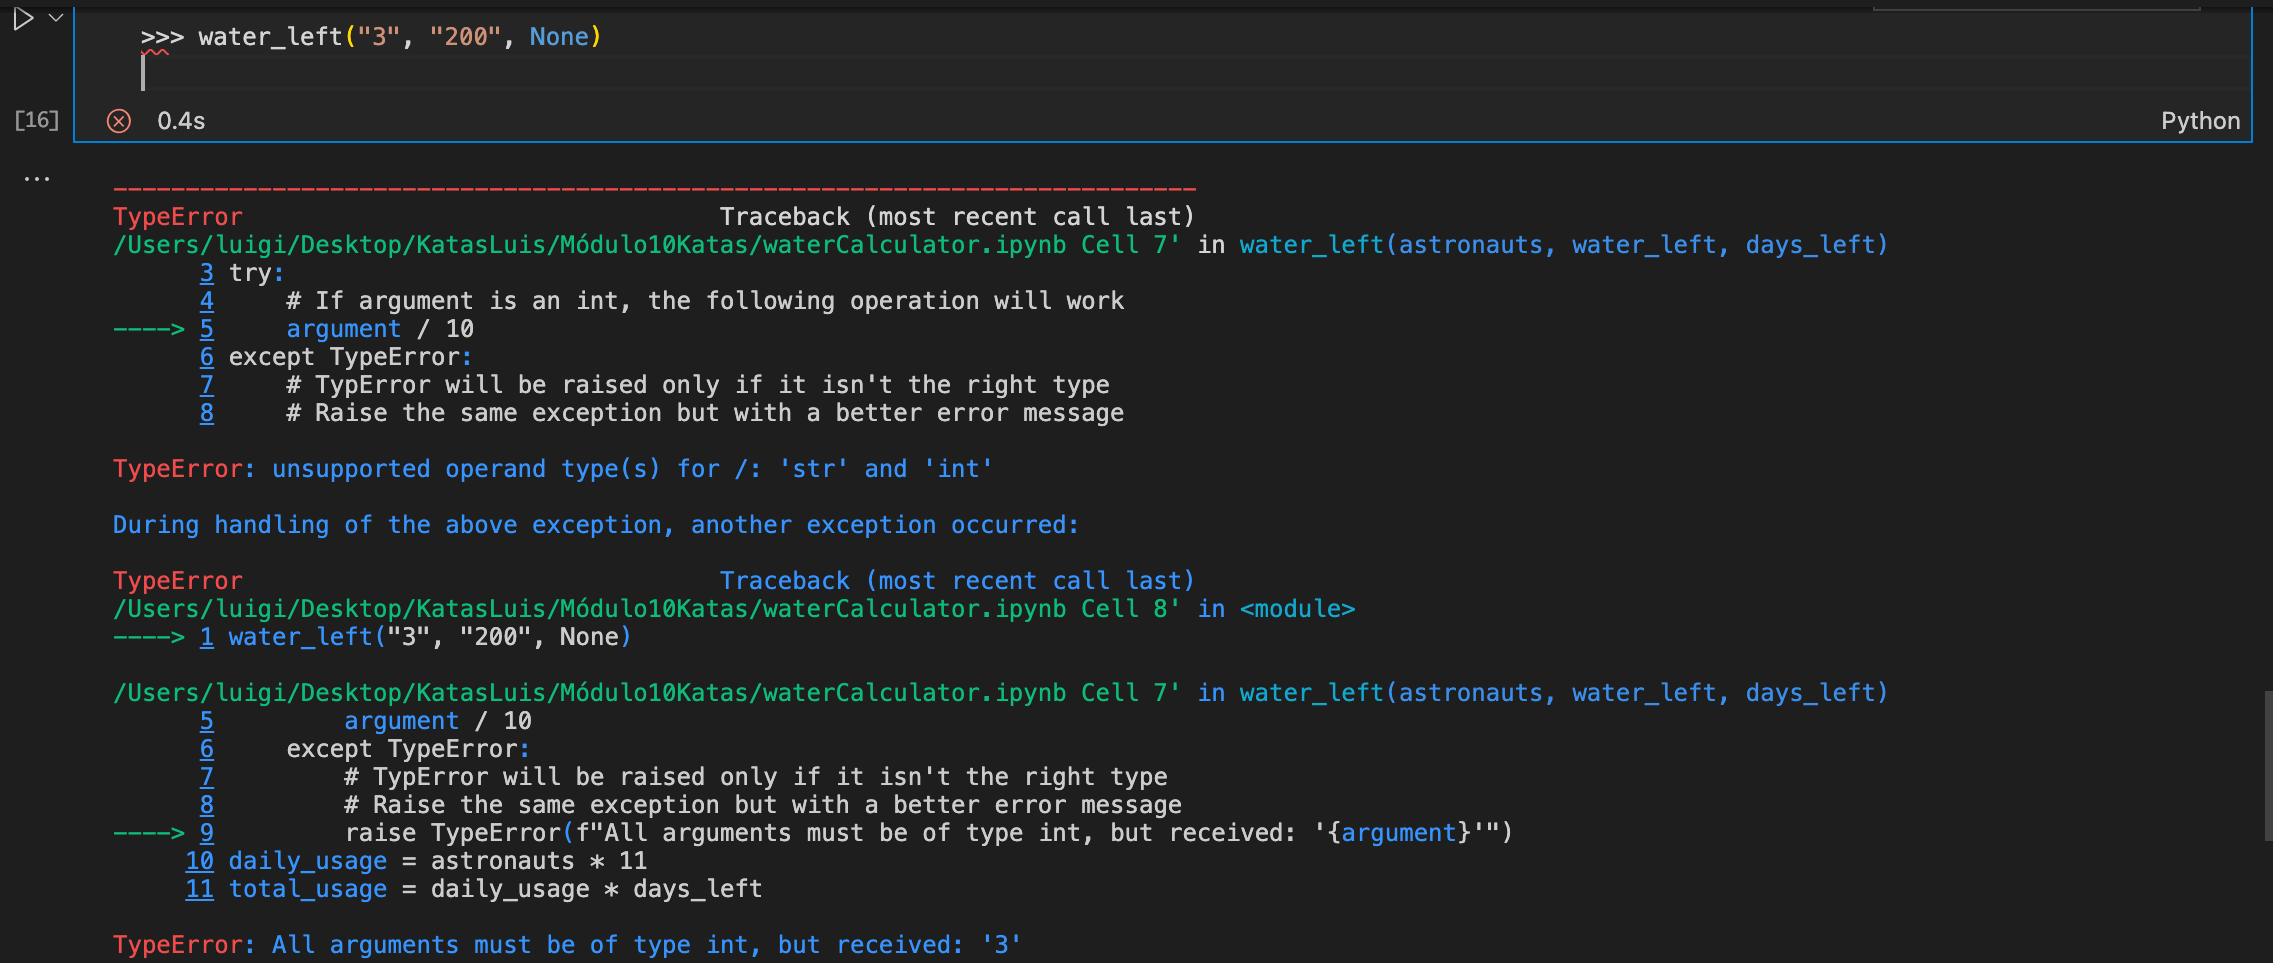 >>> water_left("3", "200", None)
[16]
0.4s
Python
...
---------------------------------------------------------------------------
TypeError                                 Traceback (most recent call last)
/Users/luigi/Desktop/KatasLuis/Módulo10Katas/waterCalculator.ipynb Cell 7' in water_left(astronauts, water_left, days_left)
      3 try:
      4     # If argument is an int, the following operation will work
----> 5     argument / 10
      6 except TypeError:
      7     # TypError will be raised only if it isn't the right type
      8     # Raise the same exception but with a better error message
TypeError: unsupported operand type(s) for /: 'str' and 'int'
During handling of the above exception, another exception occurred:
TypeError                                 Traceback (most recent call last)
/Users/luigi/Desktop/KatasLuis/Módulo10Katas/waterCalculator.ipynb Cell 8' in <module>
----> 1 water_left("3", "200", None)
/Users/luigi/Desktop/KatasLuis/Módulo10Katas/waterCalculator.ipynb Cell 7' in water_left(astronauts, water_left, days_left)
      5         argument / 10
      6     except TypeError:
      7         # TypError will be raised only if it isn't the right type
      8         # Raise the same exception but with a better error message
----> 9         raise TypeError(f"All arguments must be of type int, but received: '{argument}'")
     10 daily_usage = astronauts * 11
     11 total_usage = daily_usage * days_left
TypeError: All arguments must be of type int, but received: '3'